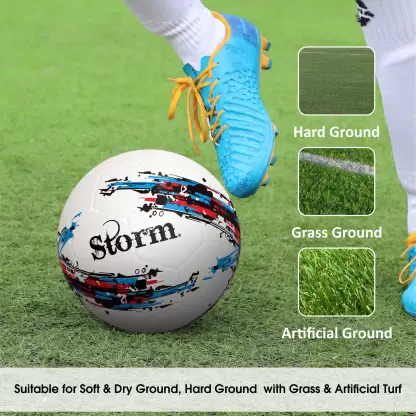 Hard Ground
Storm
Grass Ground
Artificial Ground
Suitable for Soft & Dry Ground, Hard Ground with Grass & Artificial Turf